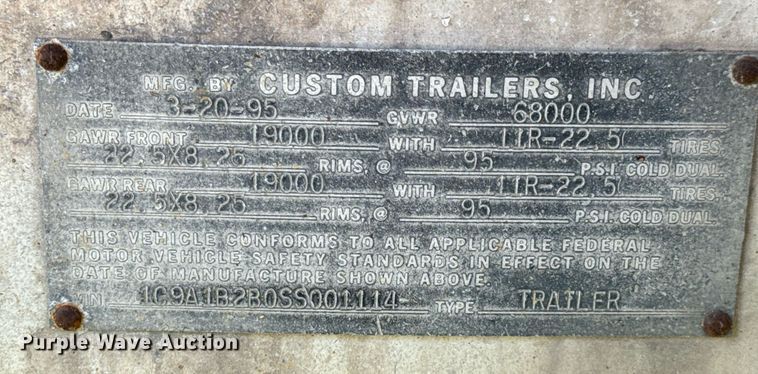 MFG. BY CUSTOM TRAILERS, INC.
DATE 3-20-95 GVWR 68000
GAWR FRONT 19000 WITH 11R-22.5 TIRES
22.5X8.25 RIMS, @ 95 P.S.I. COLD DUAL
GAWR REAR 19000 WITH 11R-22.5 TIRES
22.5X8.25 RIMS, @ 95 P.S.I. COLD DUAL
THIS VEHICLE CONFORMS TO ALL APPLICABLE FEDERAL
MOTOR VEHICLE SAFETY STANDARDS IN EFFECT ON THE
DATE OF MANUFACTURE SHOWN ABOVE.
VIN 1C9A1B2B0SS001114 TYPE TRAILER
Purple Wave Auction